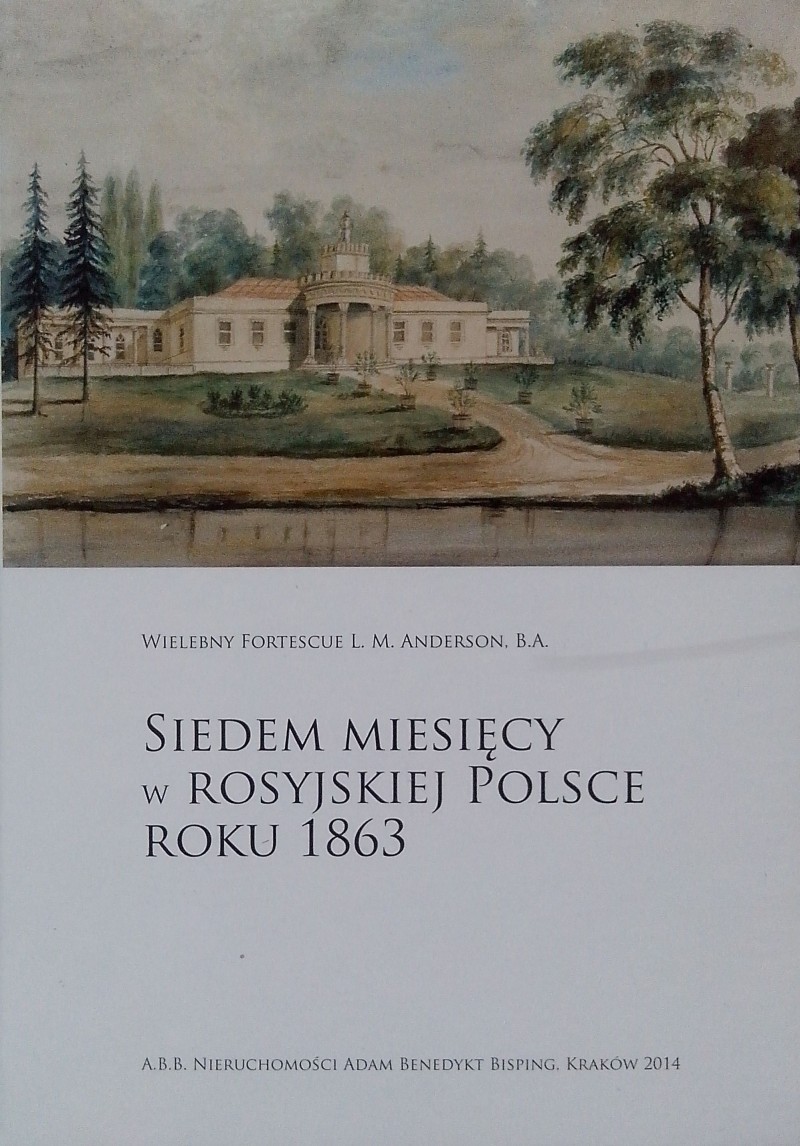 Wielebny Fortescue L. M. Anderson, B.A.
Siedem miesięcy
w rosyjskiej Polsce
roku 1863
A.B.B. Nieruchomości Adam Benedykt Bisping. Kraków 2014